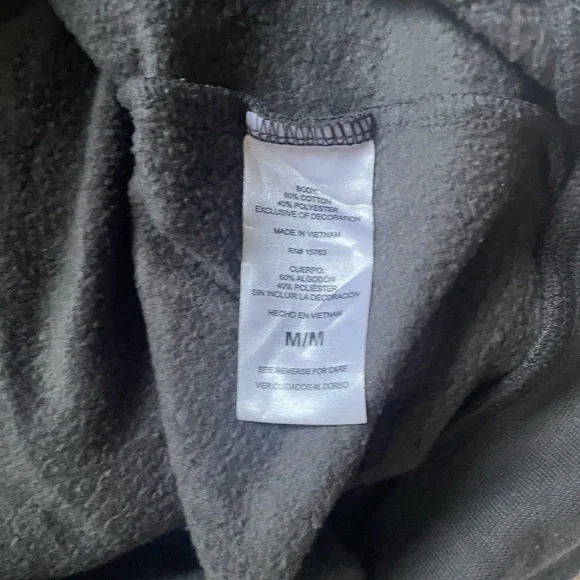 BODY:
60% COTTON
40% POLYESTER
EXCLUSIVE OF DECORATION
MADE IN VIETNAM
RN# 15763
CUERPO:
60% ALGODÓN
40% POLIÉSTER
SIN INCLUIR LA DECORACIÓN
HECHO EN VIETNAM
M/M
SEE REVERSE FOR CARE
VER CUIDADOS AL DORSO